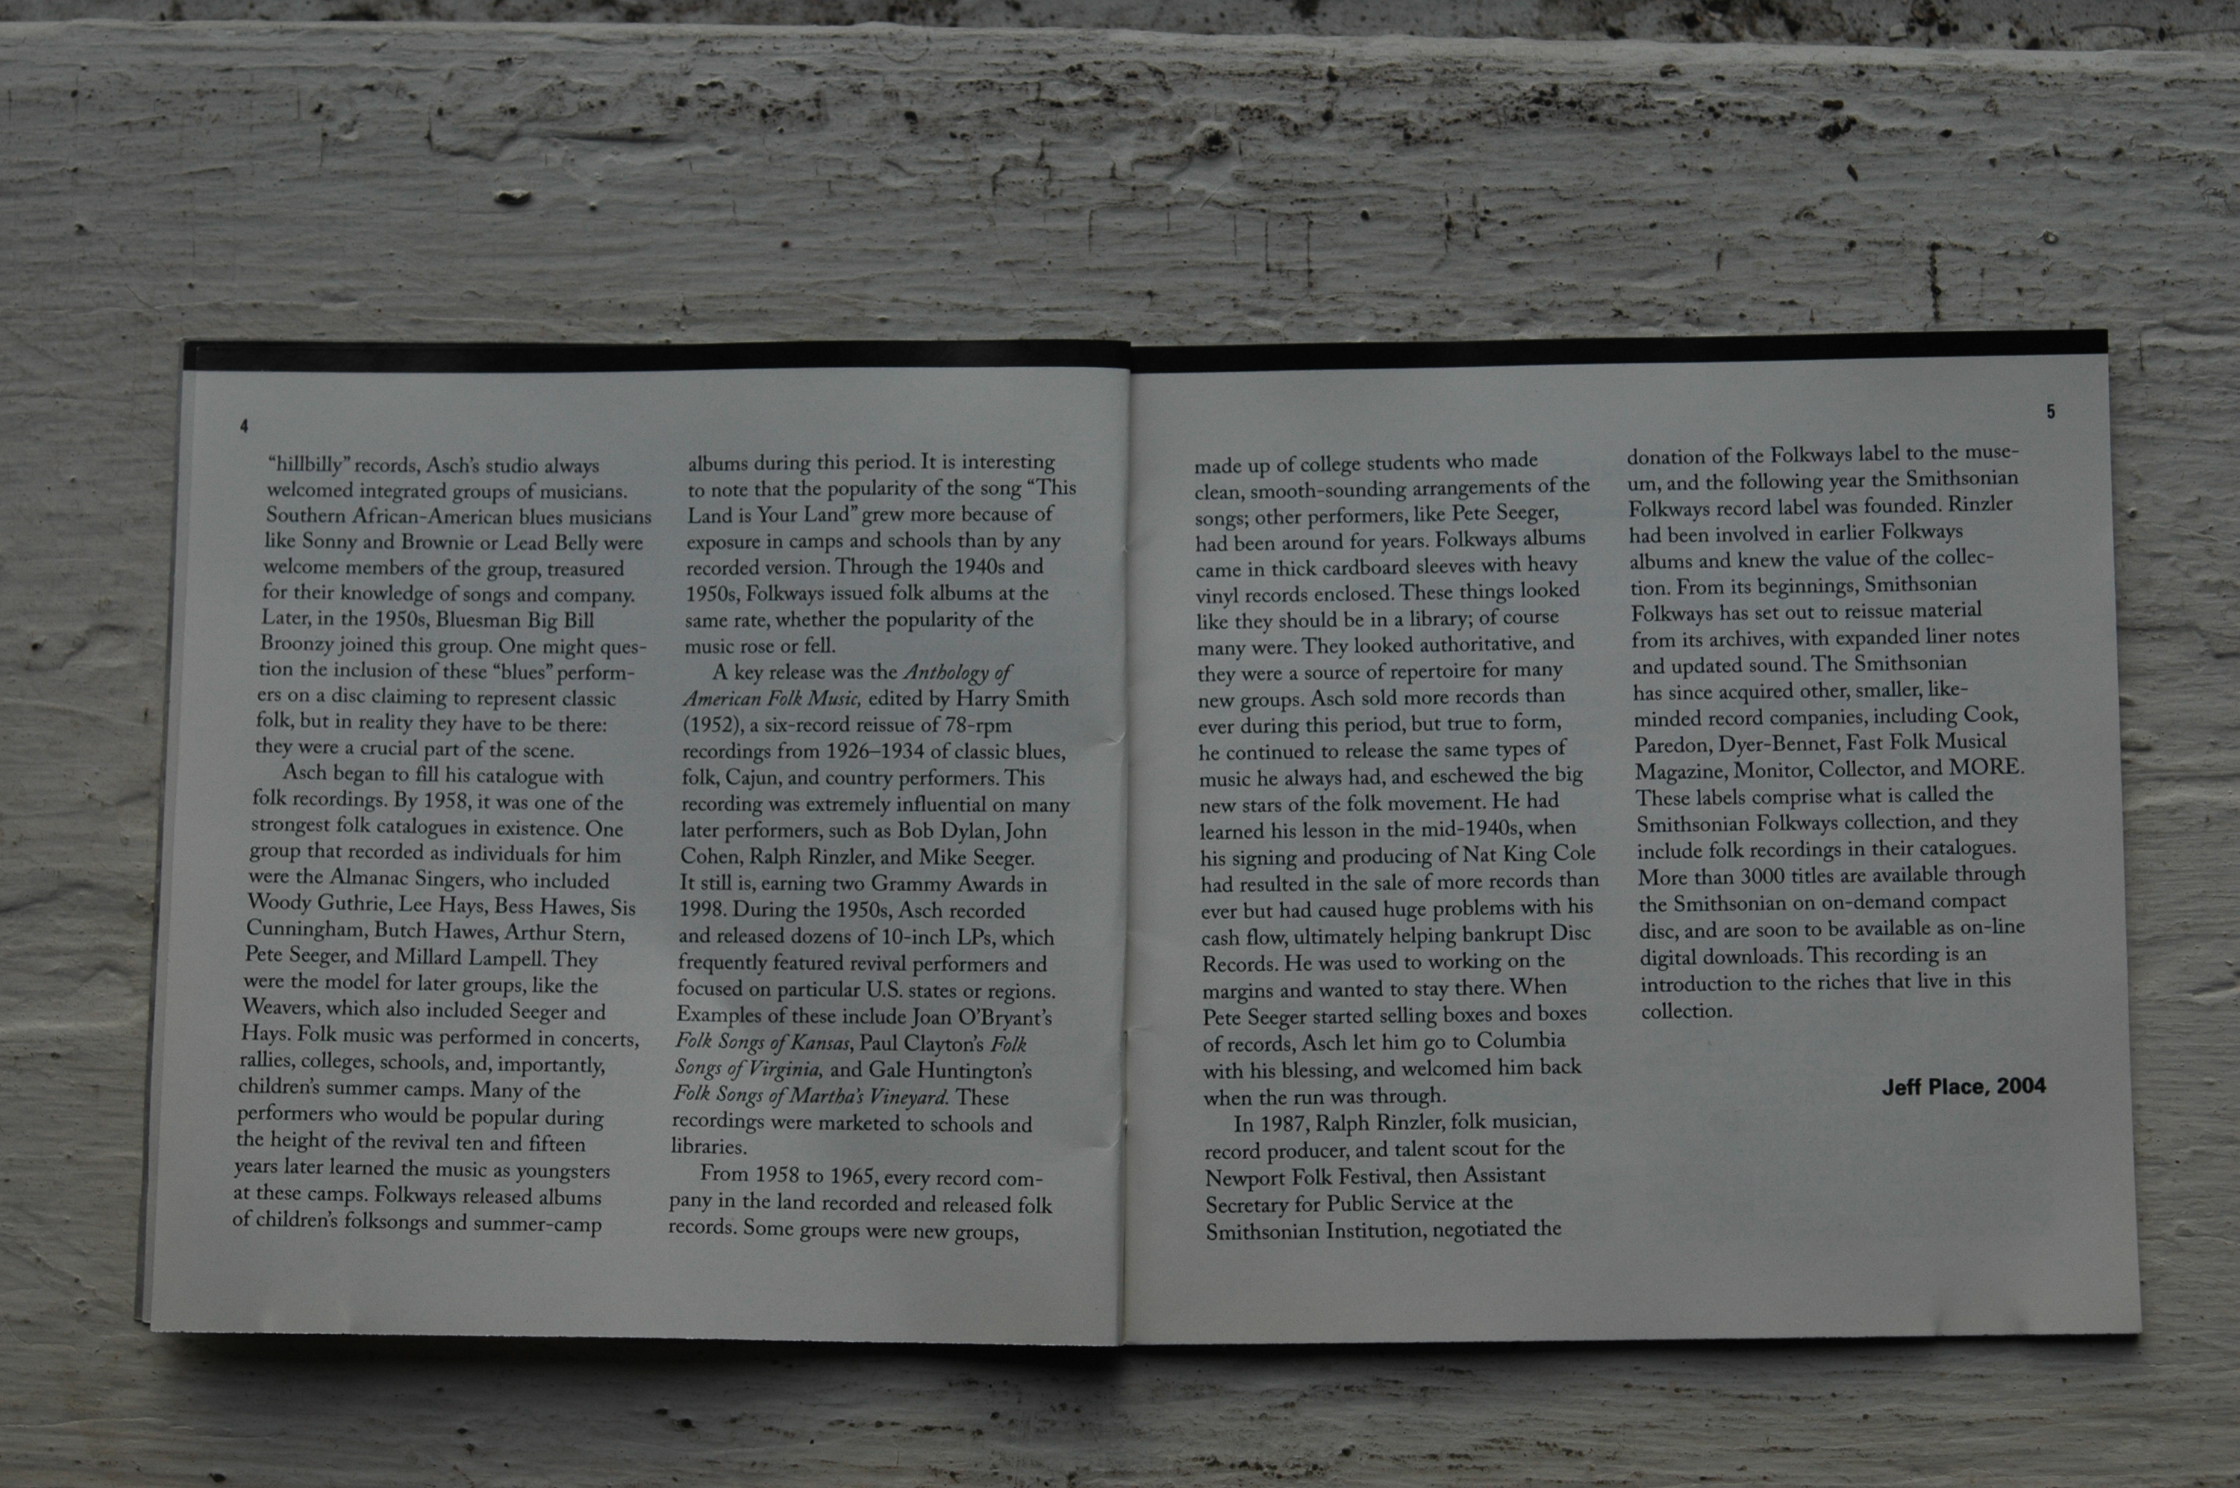 4
“hillbilly” records, Asch’s studio always
welcomed integrated groups of musicians.
Southern African-American blues musicians
like Sonny and Brownie or Lead Belly were
welcome members of the group, treasured
for their knowledge of songs and company.
Later, in the 1950s, Bluesman Big Bill
Broonzy joined this group. One might ques-
tion the inclusion of these “blues” perform-
ers on a disc claiming to represent classic
folk, but in reality they have to be there:
they were a crucial part of the scene.
Asch began to fill his catalogue with
folk recordings. By 1958, it was one of the
strongest folk catalogues in existence. One
group that recorded as individuals for him
were the Almanac Singers, who included
Woody Guthrie, Lee Hays, Bess Hawes, Sis
Cunningham, Butch Hawes, Arthur Stern,
Pete Seeger, and Millard Lampell. They
were the model for later groups, like the
Weavers, which also included Seeger and
Hays. Folk music was performed in concerts,
rallies, colleges, schools, and, importantly,
children’s summer camps. Many of the
performers who would be popular during
the height of the revival ten and fifteen
years later learned the music as youngsters
at these camps. Folkways released albums
of children’s folksongs and summer-camp
albums during this period. It is interesting
to note that the popularity of the song “This
Land is Your Land” grew more because of
exposure in camps and schools than by any
recorded version. Through the 1940s and
1950s, Folkways issued folk albums at the
same rate, whether the popularity of the
music rose or fell.
A key release was the Anthology of
American Folk Music, edited by Harry Smith
(1952), a six-record reissue of 78-rpm
recordings from 1926–1934 of classic blues,
folk, Cajun, and country performers. This
recording was extremely influential on many
later performers, such as Bob Dylan, John
Cohen, Ralph Rinzler, and Mike Seeger.
It still is, earning two Grammy Awards in
1998. During the 1950s, Asch recorded
and released dozens of 10-inch LPs, which
frequently featured revival performers and
focused on particular U.S. states or regions.
Examples of these include Joan O’Bryant’s
Folk Songs of Kansas, Paul Clayton’s Folk
Songs of Virginia, and Gale Huntington’s
Folk Songs of Martha’s Vineyard. These
recordings were marketed to schools and
libraries.
From 1958 to 1965, every record com-
pany in the land recorded and released folk
records. Some groups were new groups,
5
made up of college students who made
clean, smooth-sounding arrangements of the
songs; other performers, like Pete Seeger,
had been around for years. Folkways albums
came in thick cardboard sleeves with heavy
vinyl records enclosed. These things looked
like they should be in a library; of course
many were. They looked authoritative, and
they were a source of repertoire for many
new groups. Asch sold more records than
ever during this period, but true to form,
he continued to release the same types of
music he always had, and eschewed the big
new stars of the folk movement. He had
learned his lesson in the mid-1940s, when
his signing and producing of Nat King Cole
had resulted in the sale of more records than
ever but had caused huge problems with his
cash flow, ultimately helping bankrupt Disc
Records. He was used to working on the
margins and wanted to stay there. When
Pete Seeger started selling boxes and boxes
of records, Asch let him go to Columbia
with his blessing, and welcomed him back
when the run was through.
In 1987, Ralph Rinzler, folk musician,
record producer, and talent scout for the
Newport Folk Festival, then Assistant
Secretary for Public Service at the
Smithsonian Institution, negotiated the
donation of the Folkways label to the muse-
um, and the following year the Smithsonian
Folkways record label was founded. Rinzler
had been involved in earlier Folkways
albums and knew the value of the collec-
tion. From its beginnings, Smithsonian
Folkways has set out to reissue material
from its archives, with expanded liner notes
and updated sound. The Smithsonian
has since acquired other, smaller, like-
minded record companies, including Cook,
Paredon, Dyer-Bennet, Fast Folk Musical
Magazine, Monitor, Collector, and MORE.
These labels comprise what is called the
Smithsonian Folkways collection, and they
include folk recordings in their catalogues.
More than 3000 titles are available through
the Smithsonian on on-demand compact
disc, and are soon to be available as on-line
digital downloads. This recording is an
introduction to the riches that live in this
collection.
Jeff Place, 2004